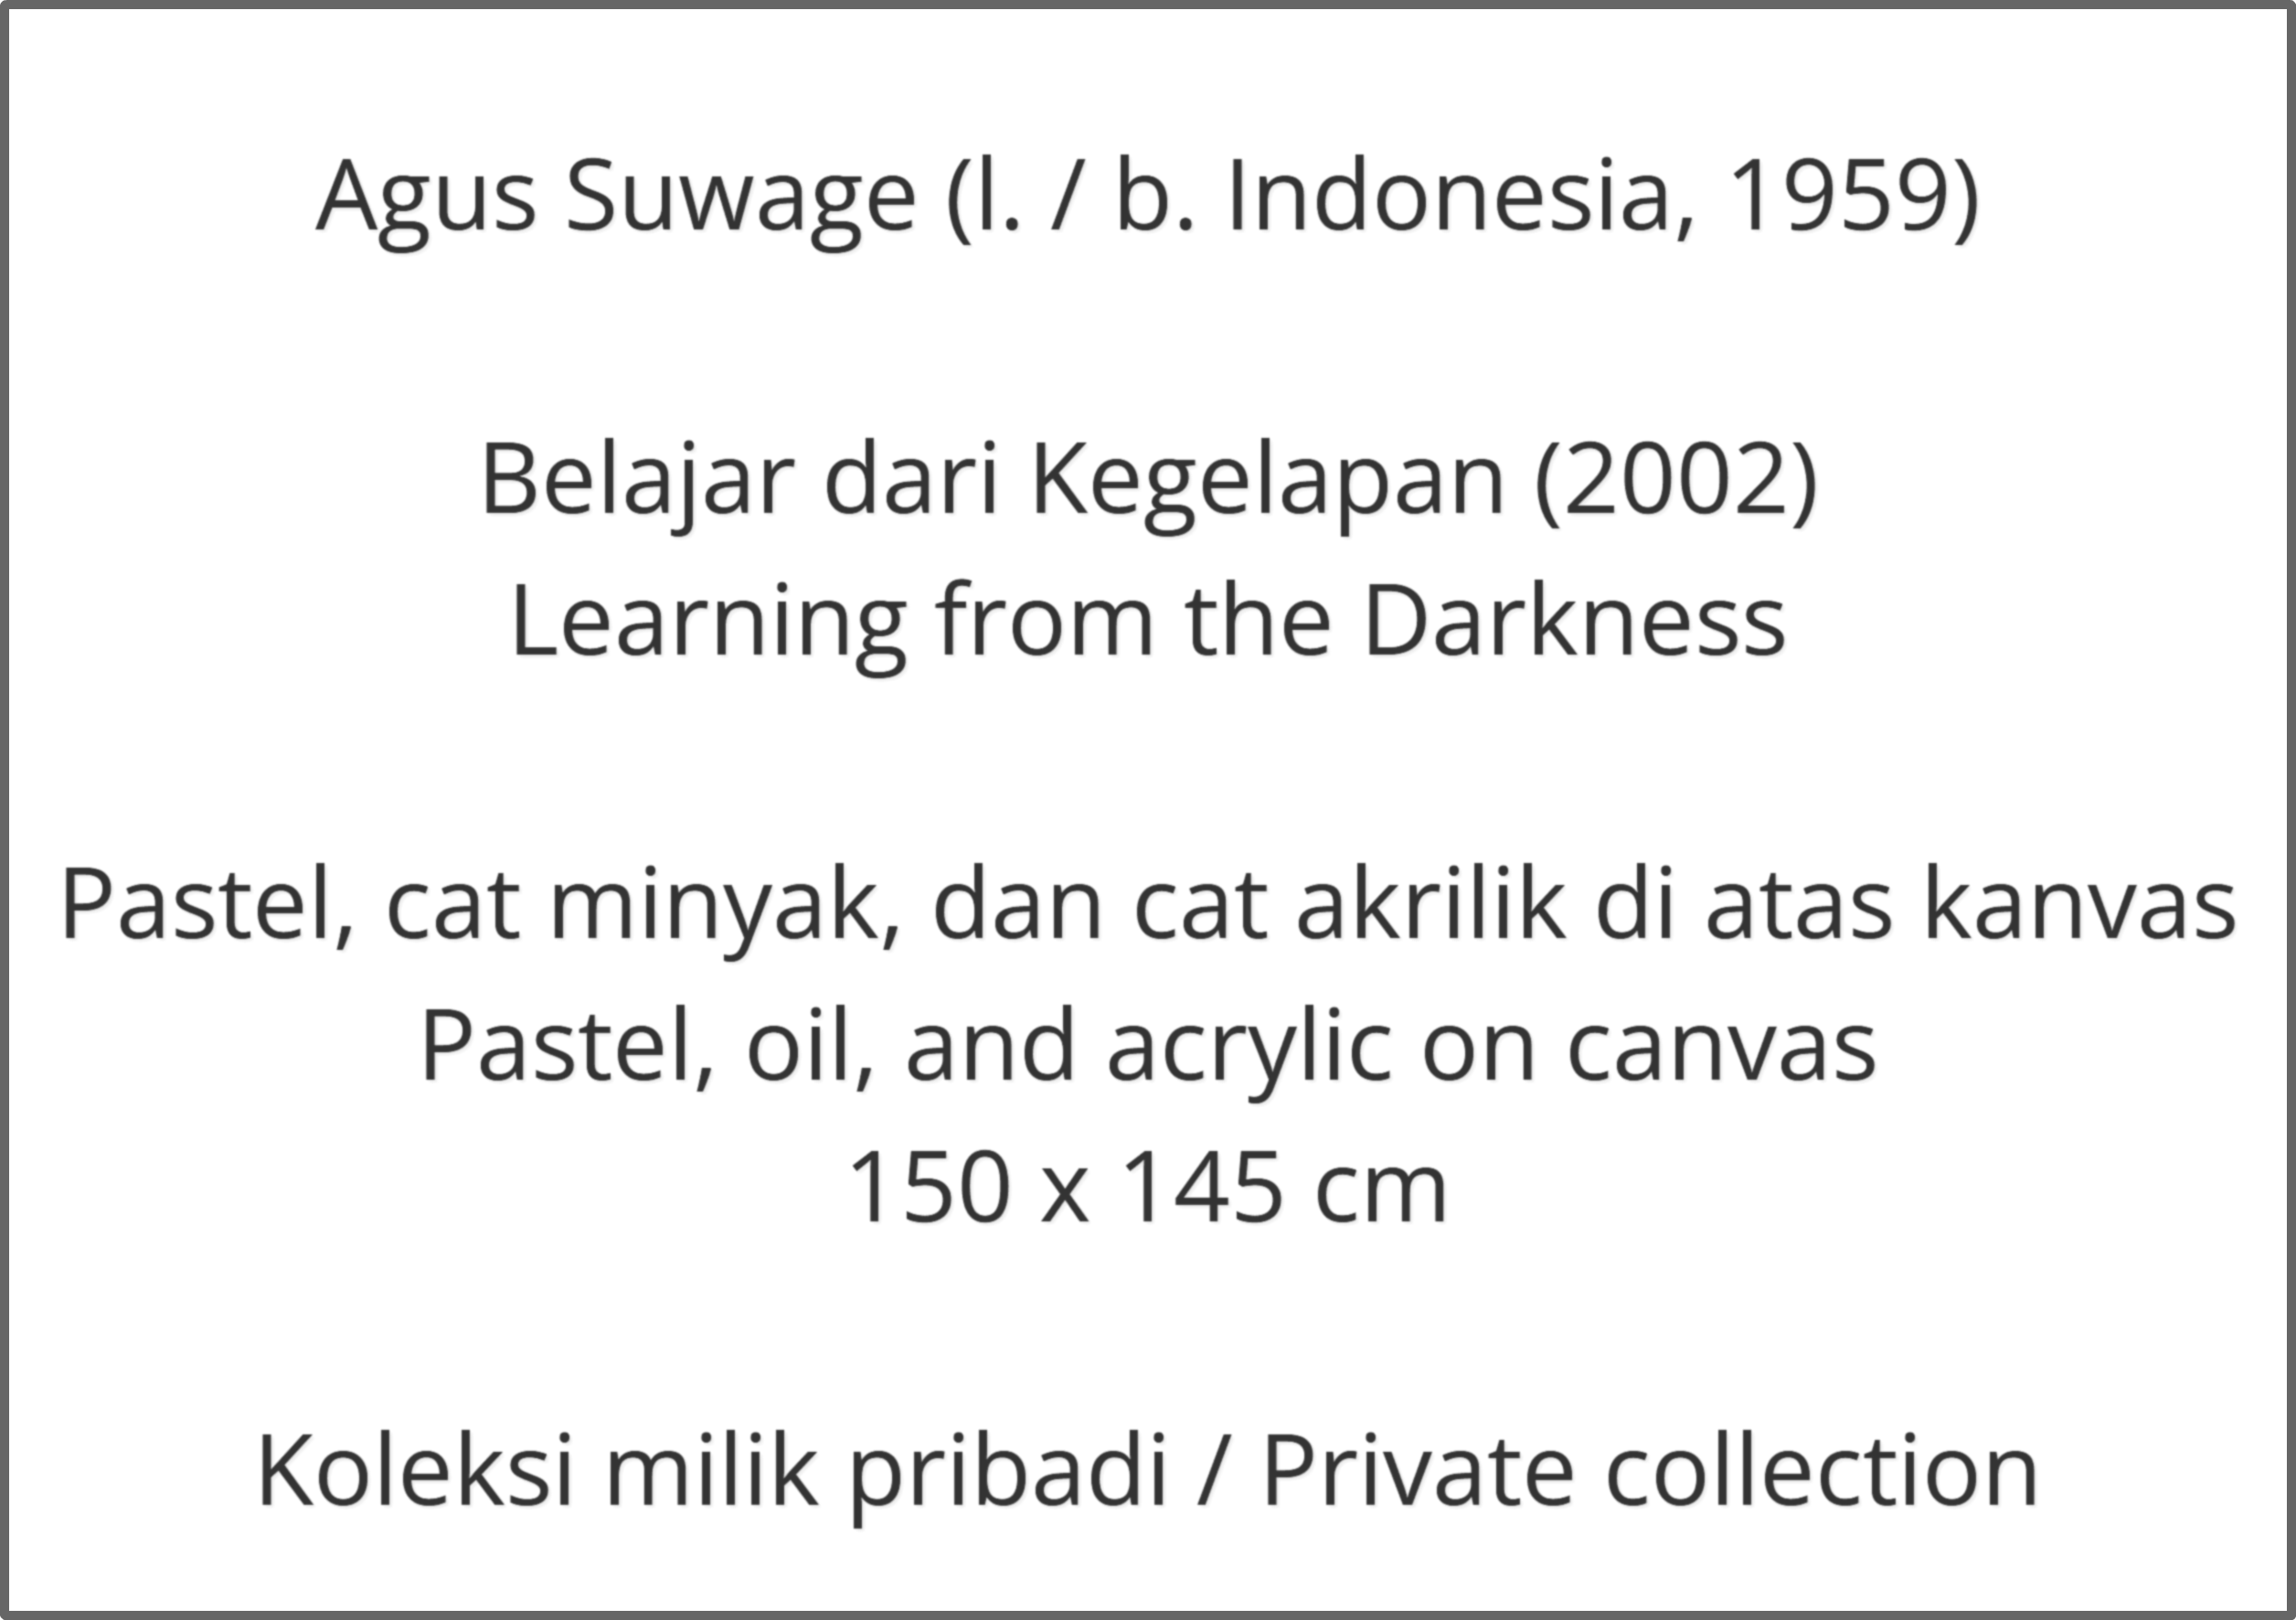 Agus Suwage (l. / b. Indonesia, 1959)
Belajar dari Kegelapan (2002)
Learning from the Darkness
Pastel, cat minyak, dan cat akrilik di atas kanvas
Pastel, oil, and acrylic on canvas
150 x 145 cm
Koleksi milik pribadi / Private collection